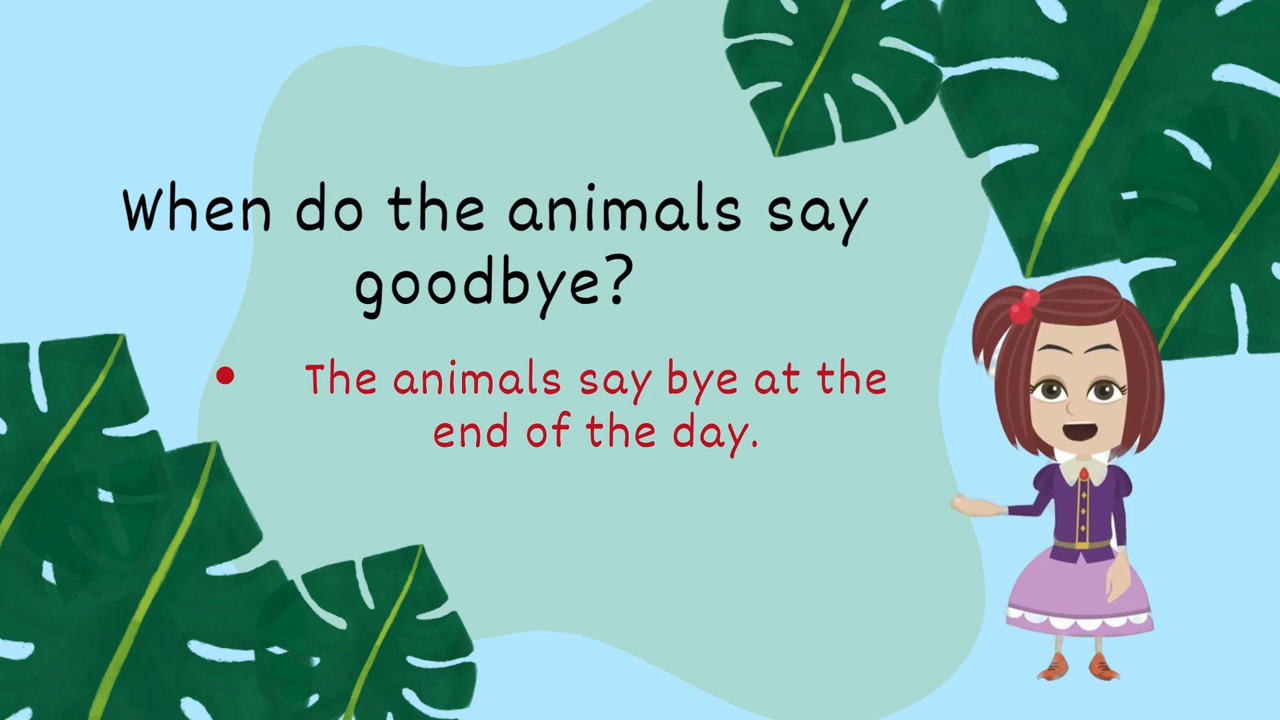 When do the animals say
goodbye?
• The animals say bye at the
end of the day.